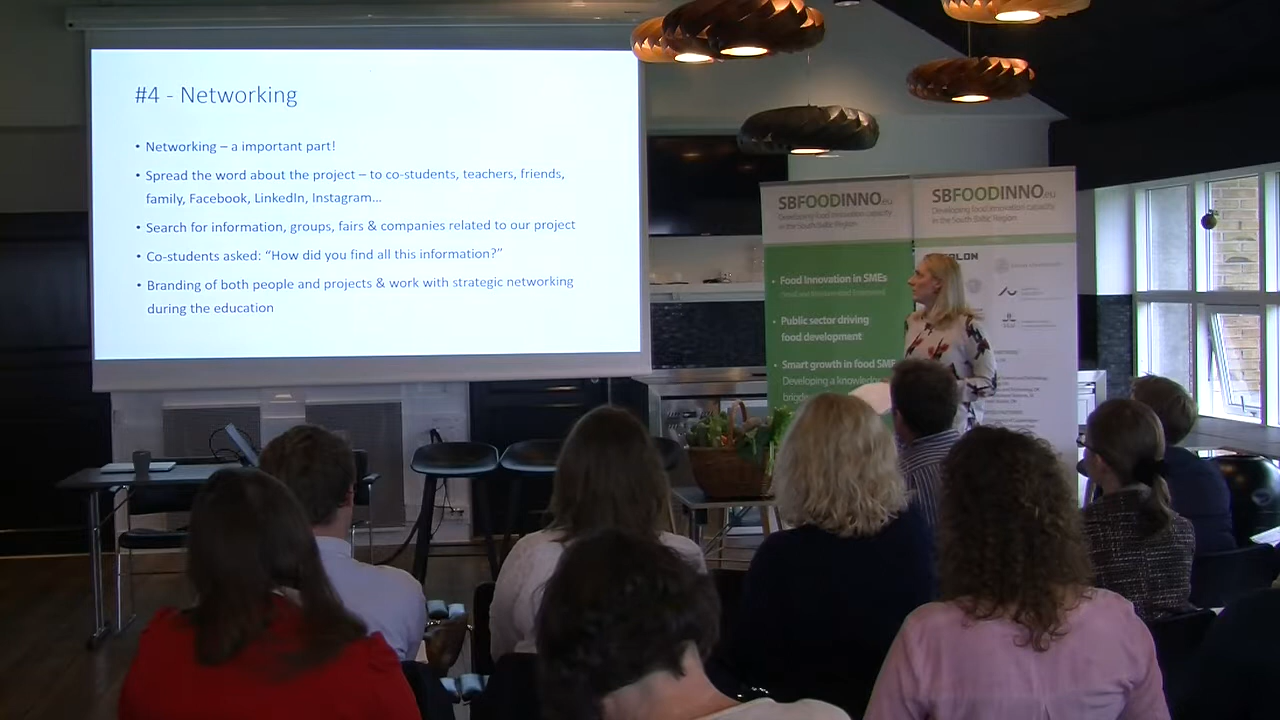 #4 - Networking
• Networking – a important part!
• Spread the word about the project – to co-students, teachers, friends,
family, Facebook, LinkedIn, Instagram...
• Search for information, groups, fairs & companies related to our project
• Co-students asked: “How did you find all this information?”
• Branding of both people and projects & work with strategic networking
during the education
SBFOODINNO.eu
Developing food innovation capacity
in the South Baltic Region
• Food Innovation in SMEs
• Public sector driving
food development
• Smart growth in food SME
Developing a knowledge
SBFOODINNO.eu
Developing food innovation capacity
in the South Baltic Region